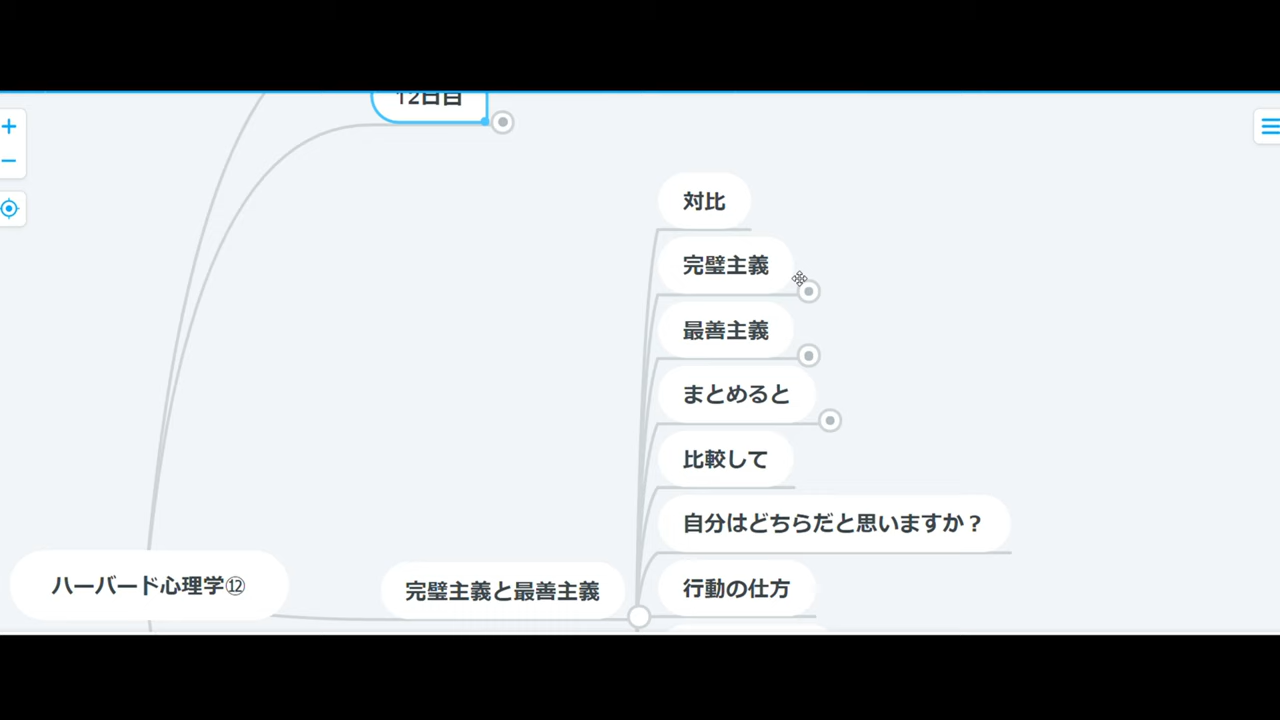 12日目
対比
完璧主義
最善主義
まとめると
比較して
自分はどちらだと思いますか？
行動の仕方
ハーバード心理学⑫
完璧主義と最善主義